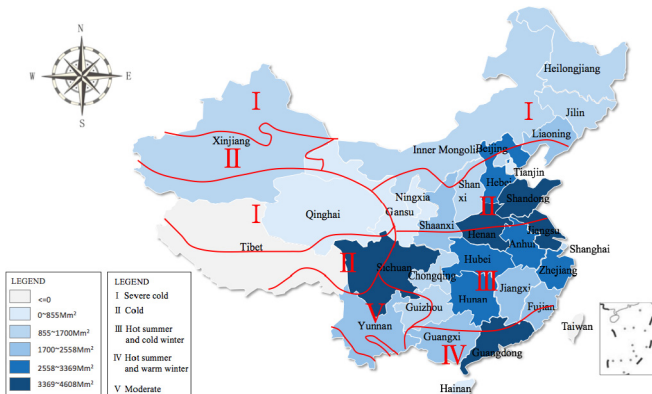 N
W
E
S
Heilongjiang
Jilin
Liaoning
Inner Mongolia
Beijing
Tianjin
Hebei
Shan
xi
Shandong
Xinjiang
Ningxia
Gansu
Qinghai
Shaanxi
Henan
Jiangsu
Anhui
Shanghai
Tibet
Hubei
Zhejiang
Sichuan
Chongqing
Hunan
Jiangxi
Fujian
Guizhou
Yunnan
Guangxi
Guangdong
Taiwan
Hainan
I
I
II
I
II
II
III
V
IV
LEGEND
<=0
0~855Mm²
855~1700Mm²
1700~2558Mm²
2558~3369Mm²
3369~4608Mm²
LEGEND
I Severe cold
II Cold
III Hot summer
and cold winter
IV Hot summer
and warm winter
V Moderate